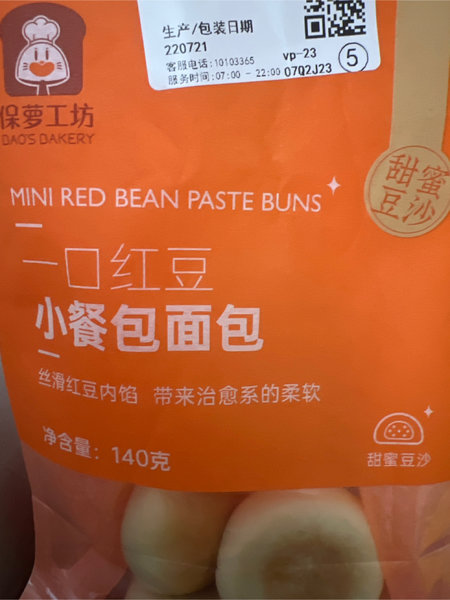 生产/包装日期
220721
客服电话:10103365
服务时间:07:00 - 22:00
vp-23
07Q2J23
5
保萝工坊
BAO'S BAKERY
MINI RED BEAN PASTE BUNS
甜蜜
豆沙
一口红豆
小餐包面包
丝滑红豆内馅 带来治愈系的柔软
净含量：140克
甜蜜豆沙